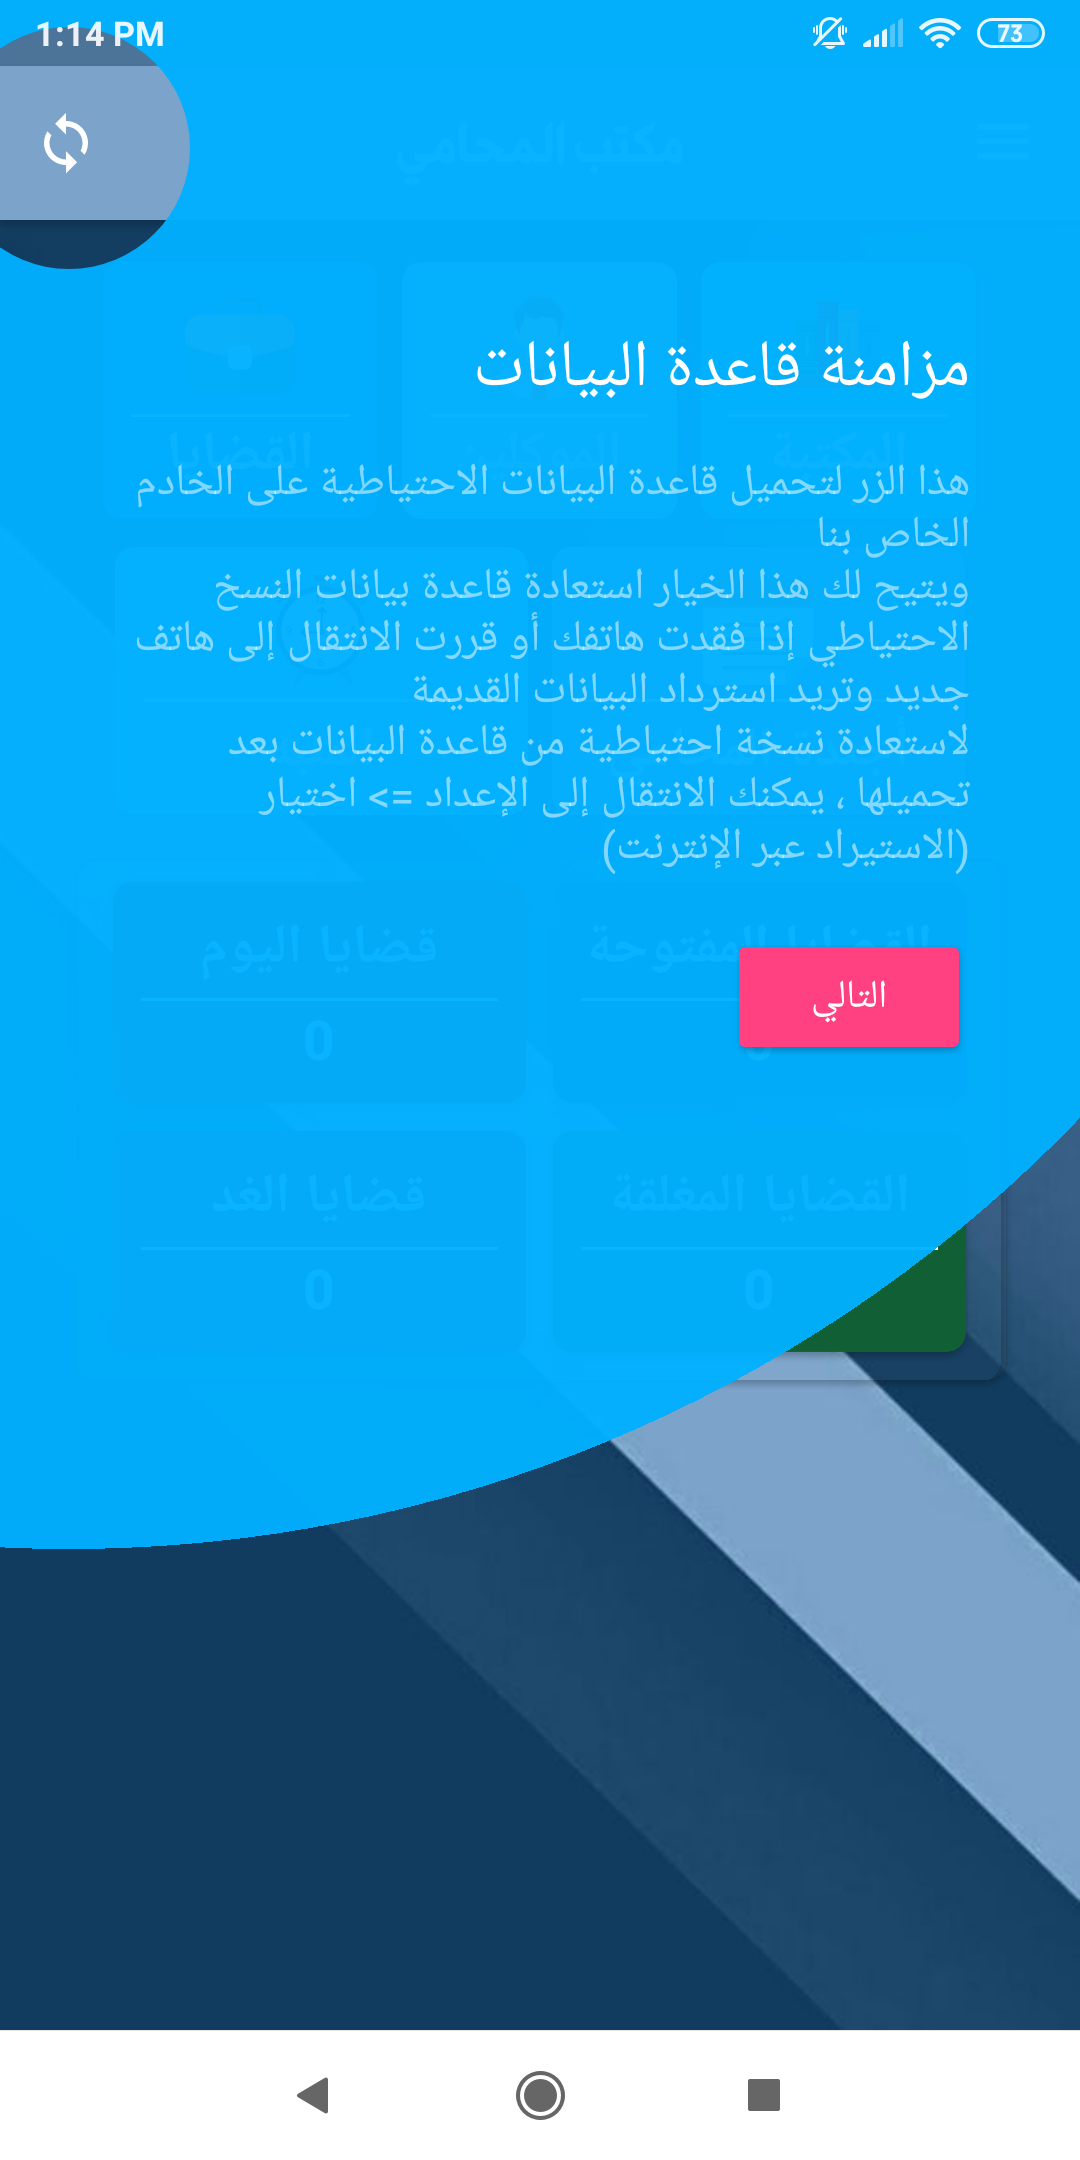 1:14 PM
73
مكتب المحامي
مزامنة قاعدة البيانات
المكتبة
القضايا
هذا الزر لتحميل قاعدة البيانات الاحتياطية على الخادم
الخاص بنا
ويتيح لك هذا الخيار استعادة قاعدة بيانات النسخ
الاحتياطي إذا فقدت هاتفك أو قررت الانتقال إلى هاتف
جديد وتريد استرداد البيانات القديمة
لاستعادة نسخة احتياطية من قاعدة البيانات بعد
تحميلها ، يمكنك الانتقال إلى الإعداد => اختيار
(الاستيراد عبر الإنترنت)
القضايا المفتوحة
قضايا اليوم
التالي
0
0
القضايا المغلقة
قضايا الغد
0
0